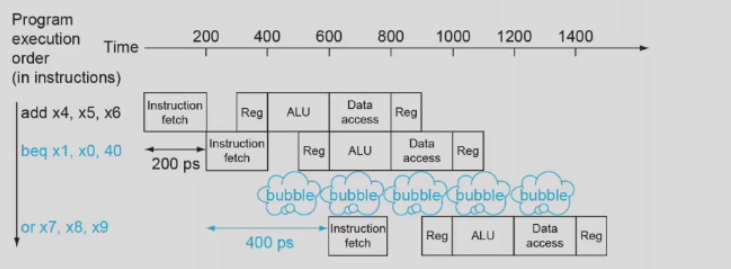 Program
execution
order
(in instructions)
Time
200 400 600 800 1000 1200 1400
add x4, x5, x6
Instruction
fetch
Reg
ALU
Data
access
Reg
beq x1, x0, 40
200 ps
Instruction
fetch
Reg
ALU
Data
access
Reg
bubble bubble bubble bubble bubble
or x7, x8, x9
400 ps
Instruction
fetch
Reg
ALU
Data
access
Reg